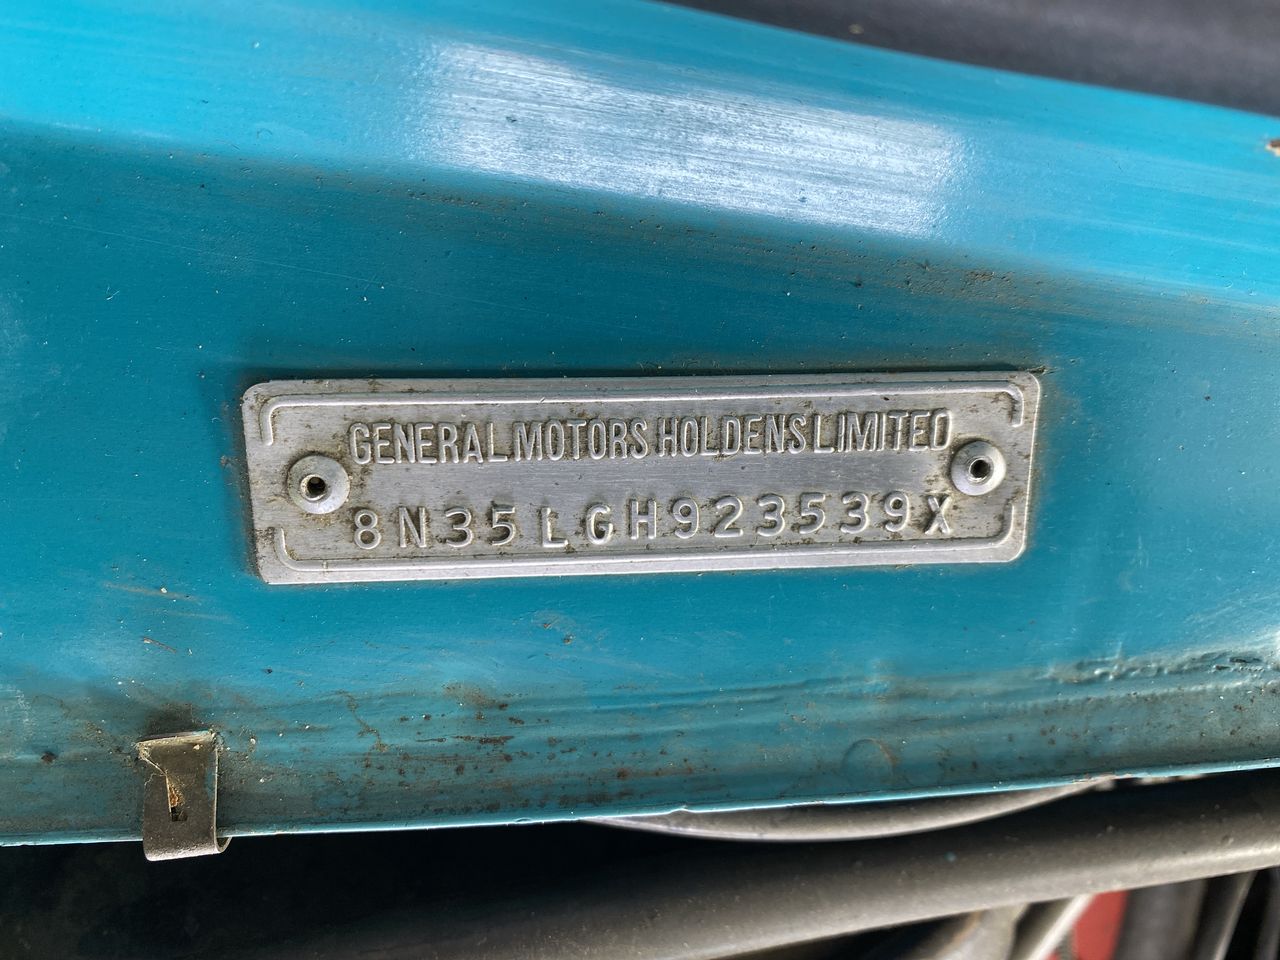 GENERAL MOTORS HOLDENS LIMITED
8N35LGH923539X